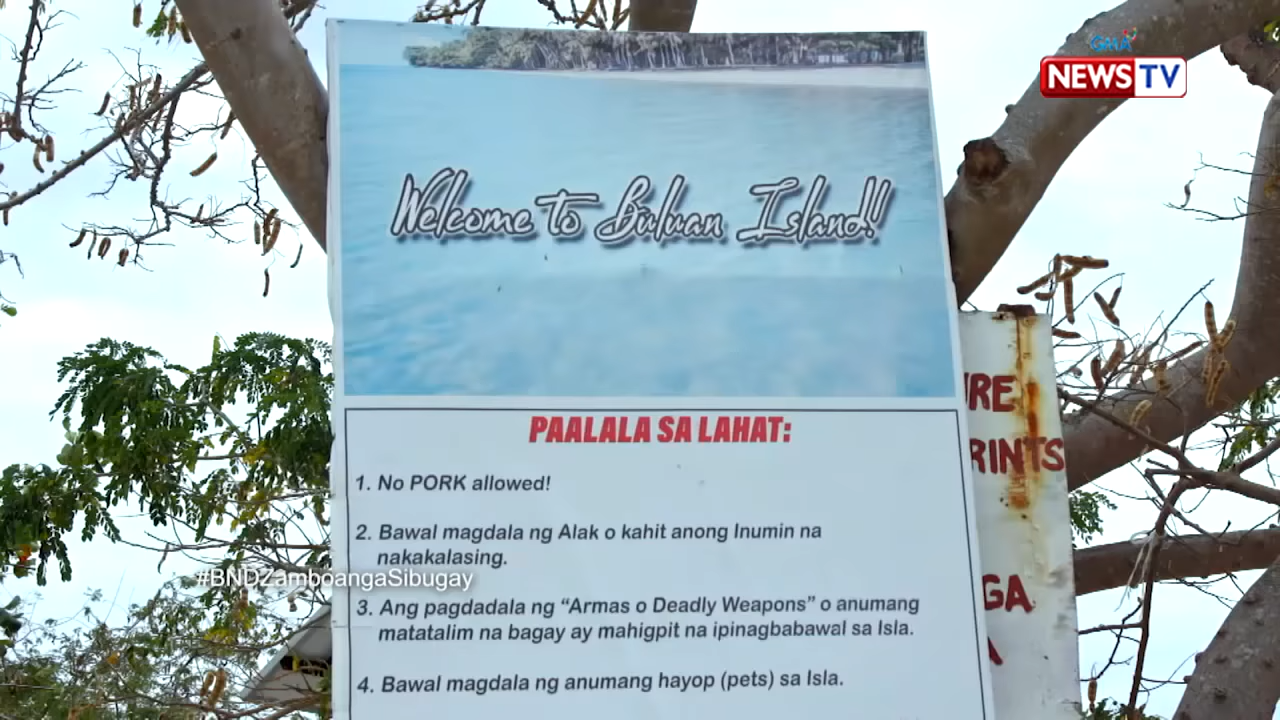 GMA
NEWS TV
Welcome to Buluan Island!
PAALALA SA LAHAT:
1. No PORK allowed!
2. Bawal magdala ng Alak o kahit anong Inumin na
nakakalasing.
#BNDZamboangaSibugay
3. Ang pagdadala ng “Armas o Deadly Weapons” o anumang
matatalim na bagay ay mahigpit na ipinagbabawal sa Isla.
4. Bawal magdala ng anumang hayop (pets) sa Isla.